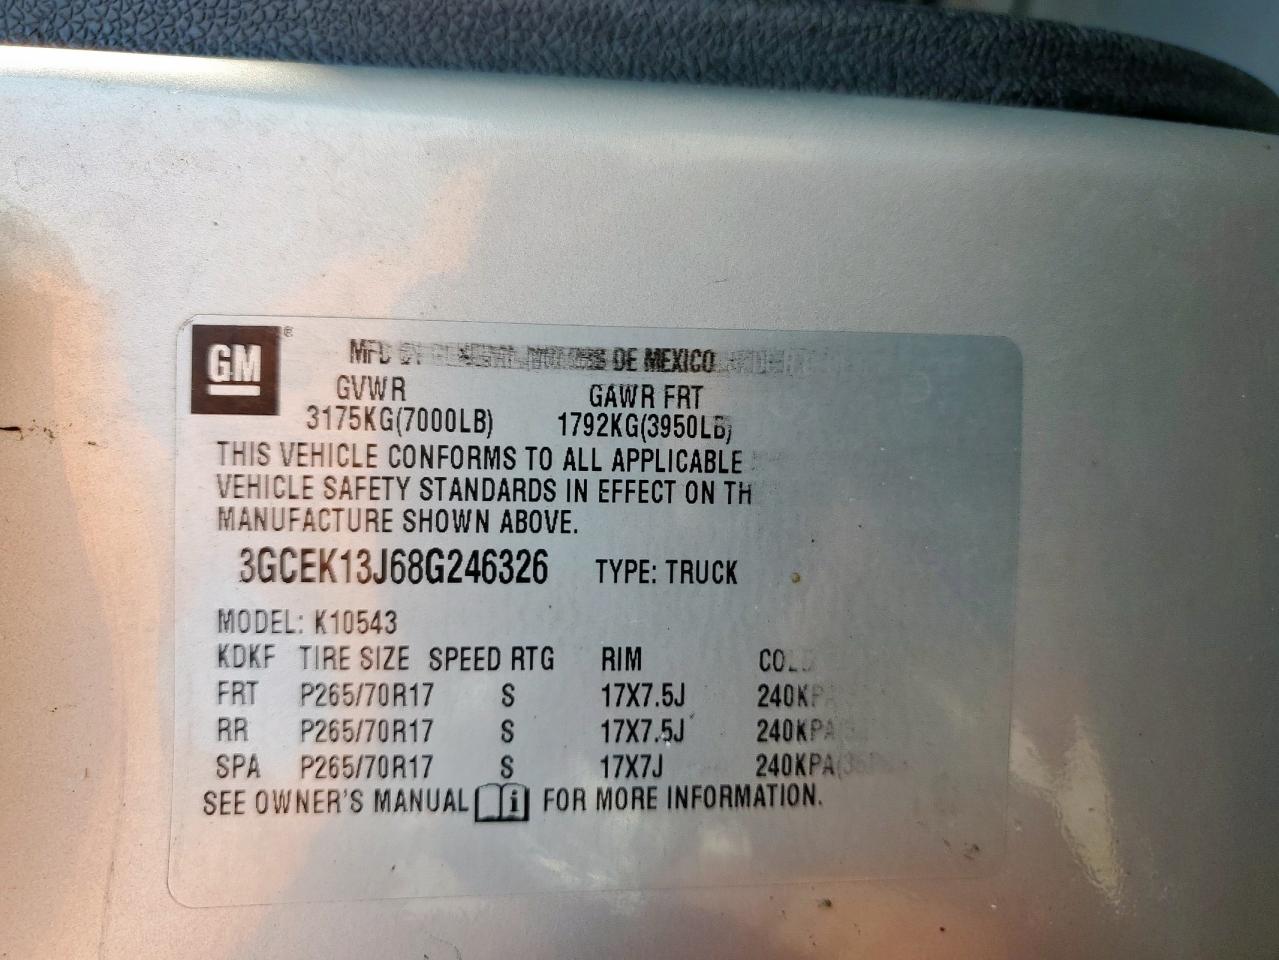 GM ®
MFD BY GENERAL MOTORS DE MEXICO
GVWR GAWR FRT
3175KG(7000LB) 1792KG(3950LB)
THIS VEHICLE CONFORMS TO ALL APPLICABLE
VEHICLE SAFETY STANDARDS IN EFFECT ON TH
MANUFACTURE SHOWN ABOVE.
3GCEK13J68G246326 TYPE: TRUCK
MODEL: K10543
KDKF TIRE SIZE SPEED RTG RIM COLD
FRT P265/70R17 S 17X7.5J 240KPA
RR P265/70R17 S 17X7.5J 240KPA
SPA P265/70R17 S 17X7J 240KPA(35
SEE OWNER'S MANUAL i FOR MORE INFORMATION.